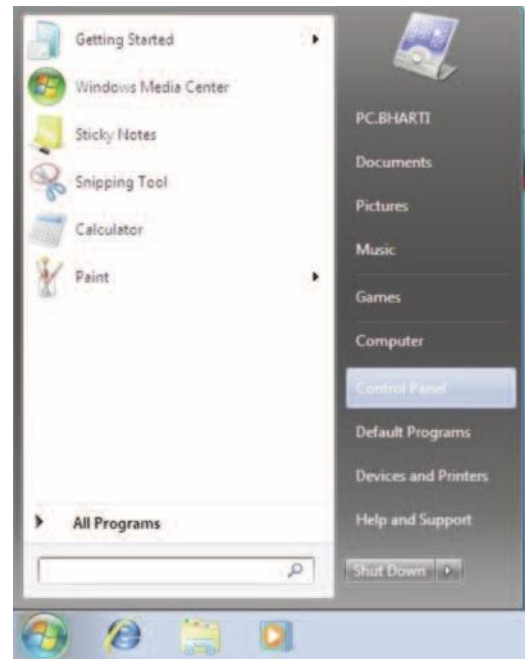 Getting Started
Windows Media Center
Sticky Notes
Snipping Tool
Calculator
Paint
All Programs
PC.BHARTI
Documents
Pictures
Music
Games
Computer
Control Panel
Default Programs
Devices and Printers
Help and Support
Shut Down